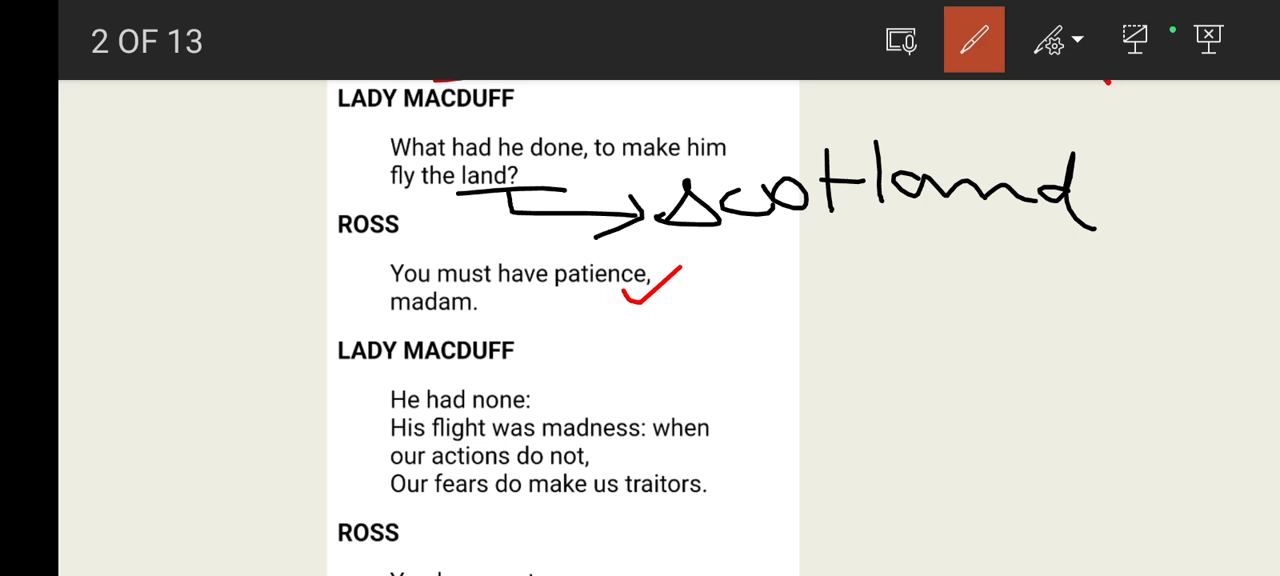 2 OF 13
LADY MACDUFF
What had he done, to make him
fly the land?
scotland
ROSS
You must have patience,
madam.
LADY MACDUFF
He had none:
His flight was madness: when
our actions do not,
Our fears do make us traitors.
ROSS